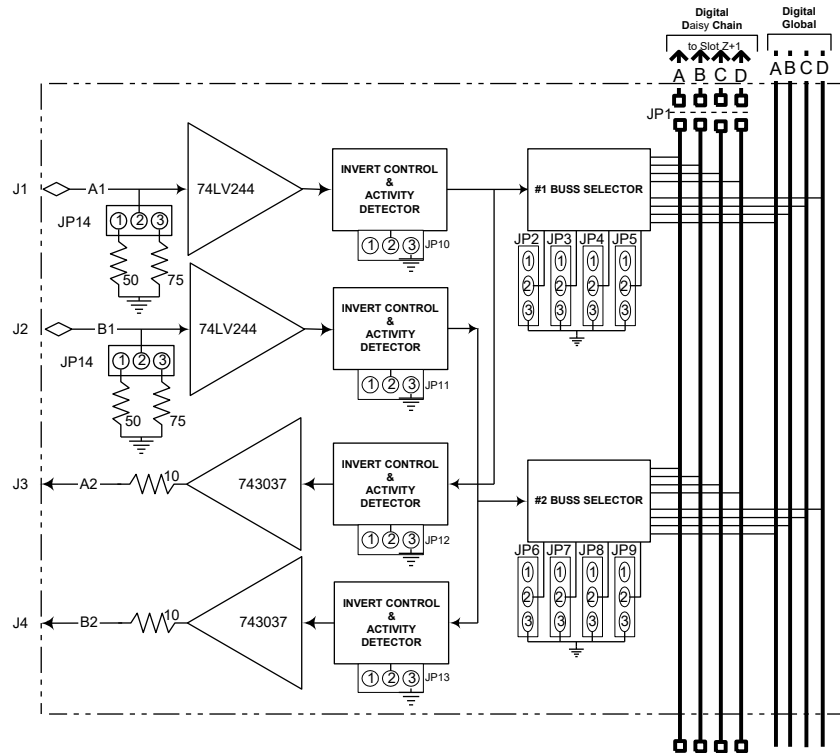 Digital
Daisy Chain
to Slot Z+1
Digital
Global
A B C D
A B C D
JP1
J1
A1
74LV244
INVERT CONTROL
&
ACTIVITY
DETECTOR
#1 BUSS SELECTOR
JP14
1 2 3
50
75
1 2 3
JP10
JP2 JP3 JP4 JP5
1 1 1 1
2 2 2 2
3 3 3 3
J2
B1
74LV244
INVERT CONTROL
&
ACTIVITY
DETECTOR
JP14
1 2 3
50
75
1 2 3
JP11
J3
A2
10
743037
INVERT CONTROL
&
ACTIVITY
DETECTOR
#2 BUSS SELECTOR
1 2 3
JP12
JP6 JP7 JP8 JP9
1 1 1 1
2 2 2 2
3 3 3 3
J4
B2
10
743037
INVERT CONTROL
&
ACTIVITY
DETECTOR
1 2 3
JP13